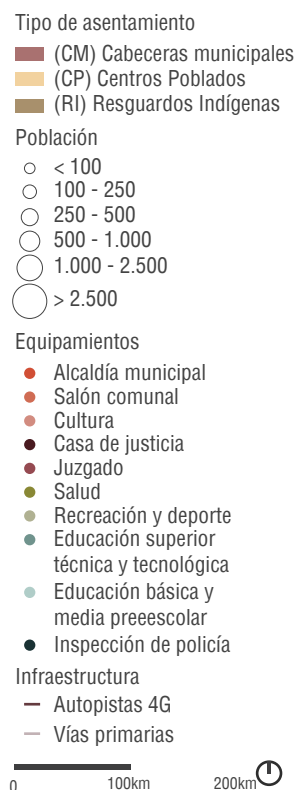 Tipo de asentamiento
(CM) Cabeceras municipales
(CP) Centros Poblados
(RI) Resguardos Indígenas
Población
< 100
100 - 250
250 - 500
500 - 1.000
1.000 - 2.500
> 2.500
Equipamientos
Alcaldía municipal
Salón comunal
Cultura
Casa de justicia
Juzgado
Salud
Recreación y deporte
Educación superior
técnica y tecnológica
Educación básica y
media preeescolar
Inspección de policía
Infraestructura
Autopistas 4G
Vías primarias
0 100km 200km